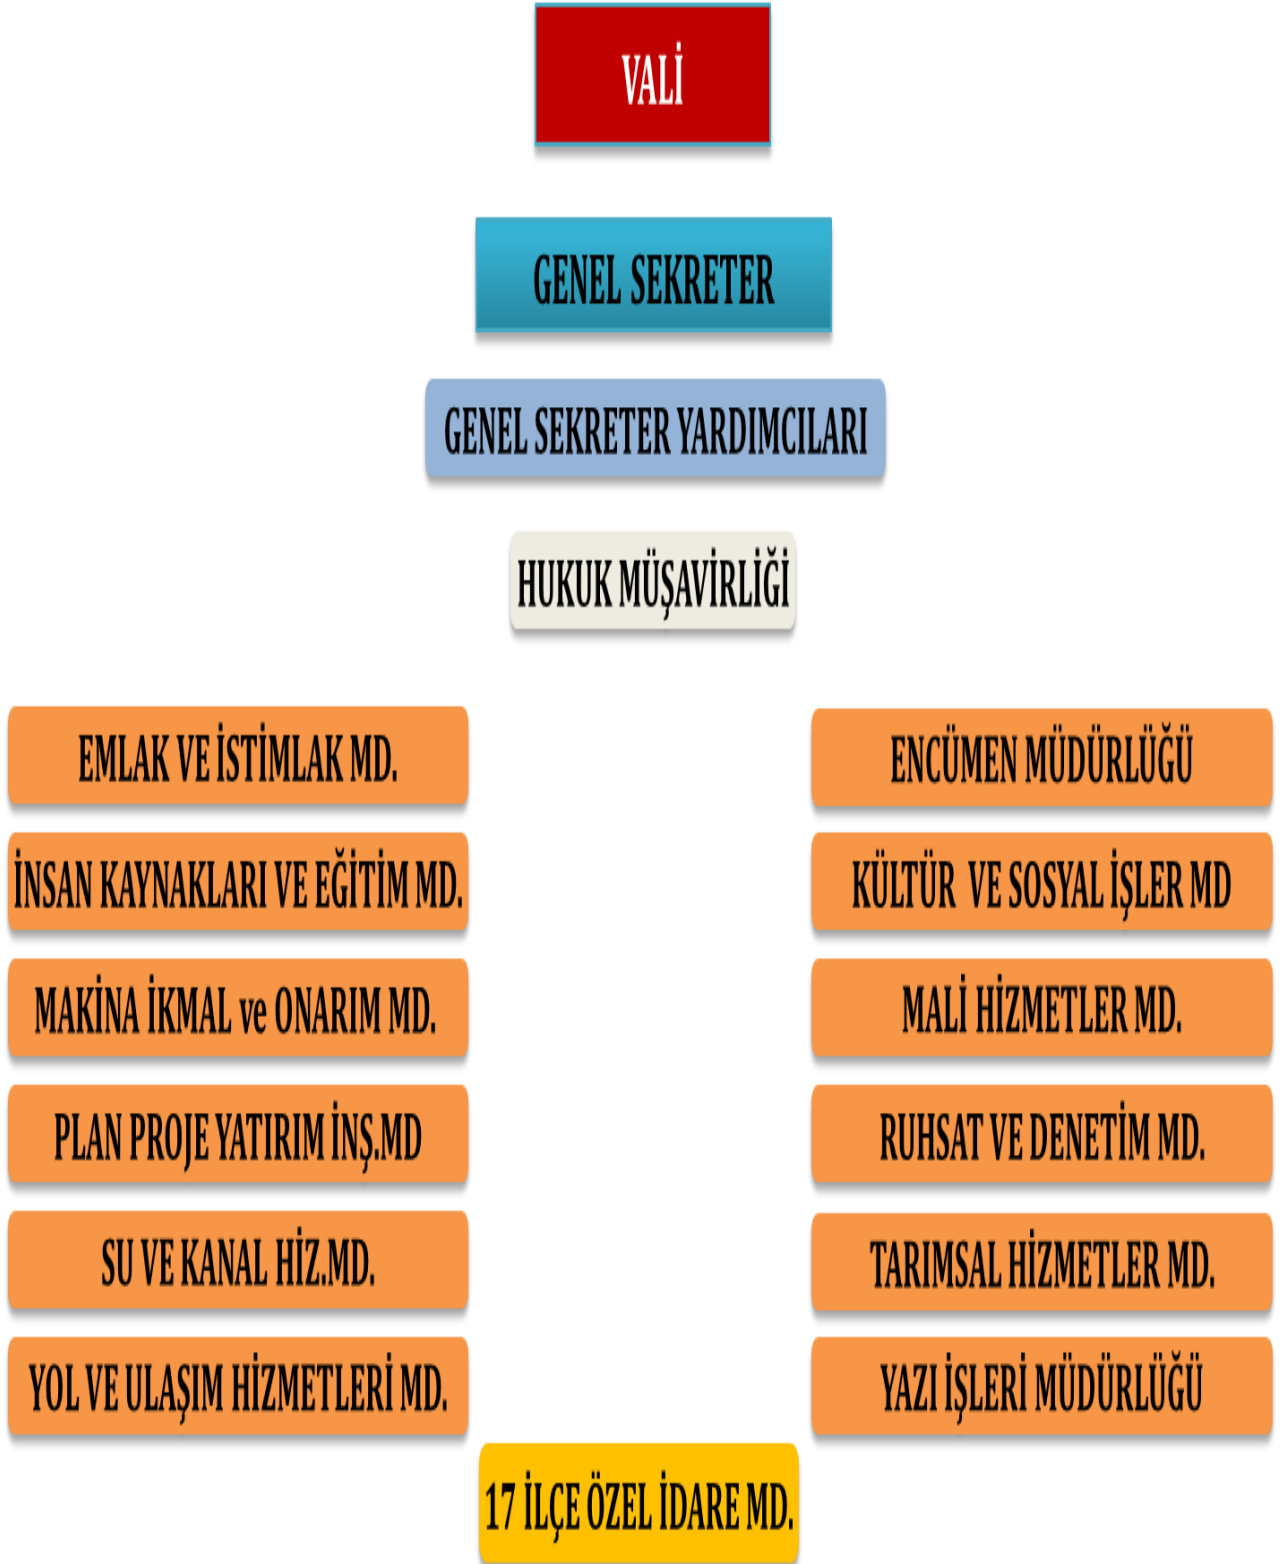 VALİ
GENEL SEKRETER
GENEL SEKRETER YARDIMCILARI
HUKUK MÜŞAVİRLİĞİ
EMLAK VE İSTİMLAK MD.
ENCÜMEN MÜDÜRLÜĞÜ
İNSAN KAYNAKLARI VE EĞİTİM MD.
KÜLTÜR VE SOSYAL İŞLER MD
MAKİNA İKMAL ve ONARIM MD.
MALİ HİZMETLER MD.
PLAN PROJE YATIRIM İNŞ.MD
RUHSAT VE DENETİM MD.
SU VE KANAL HİZ.MD.
TARIMSAL HİZMETLER MD.
YOL VE ULAŞIM HİZMETLERİ MD.
YAZI İŞLERİ MÜDÜRLÜĞÜ
17 İLÇE ÖZEL İDARE MD.